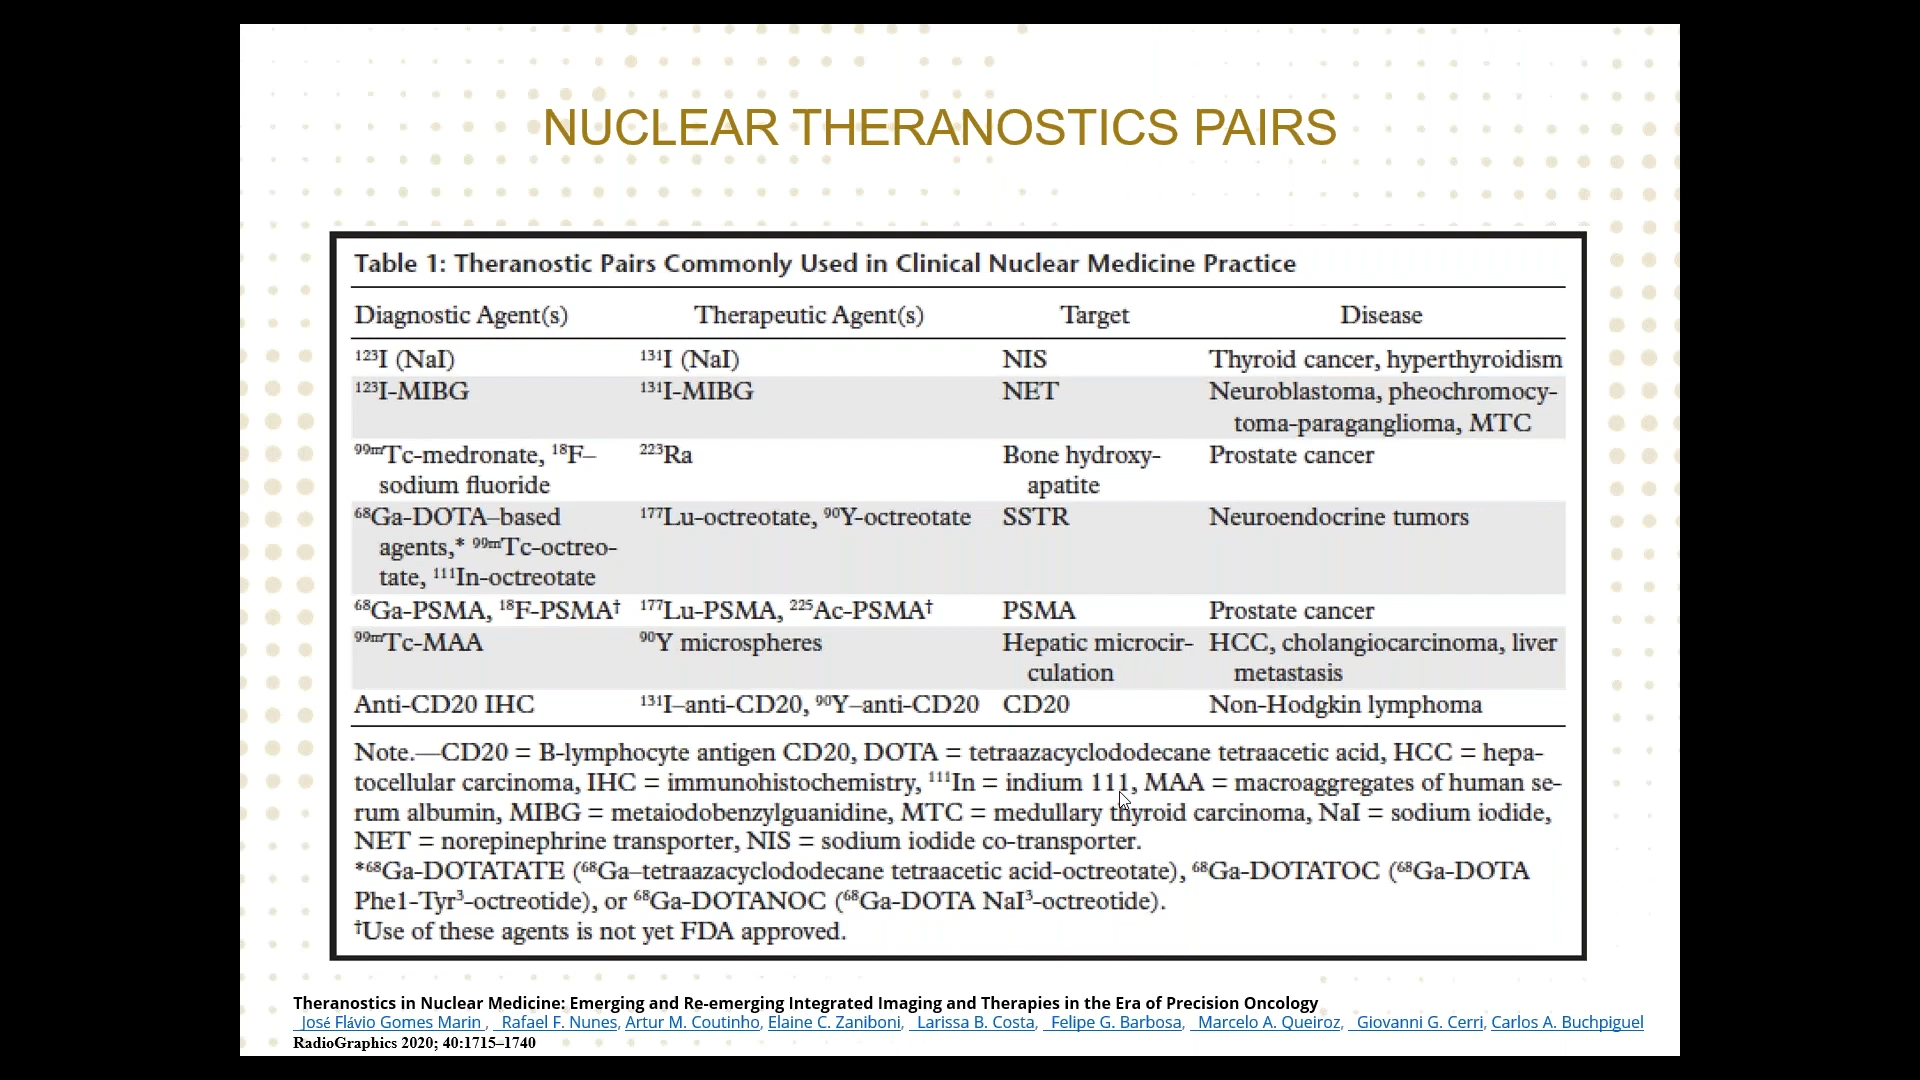 NUCLEAR THERANOSTICS PAIRS
Table 1: Theranostic Pairs Commonly Used in Clinical Nuclear Medicine Practice
Diagnostic Agent(s) Therapeutic Agent(s) Target Disease
¹²³I (NaI) ¹³¹I (NaI) NIS Thyroid cancer, hyperthyroidism
¹²³I-MIBG ¹³¹I-MIBG NET Neuroblastoma, pheochromocy-
toma-paraganglioma, MTC
⁹⁹ᵐTc-medronate, ¹⁸F– ²²³Ra Bone hydroxy- Prostate cancer
sodium fluoride apatite
⁶⁸Ga-DOTA–based ¹⁷⁷Lu-octreotate, ⁹⁰Y-octreotate SSTR Neuroendocrine tumors
agents,* ⁹⁹ᵐTc-octreo-
tate, ¹¹¹In-octreotate
⁶⁸Ga-PSMA, ¹⁸F-PSMA† ¹⁷⁷Lu-PSMA, ²²⁵Ac-PSMA† PSMA Prostate cancer
⁹⁹ᵐTc-MAA ⁹⁰Y microspheres Hepatic microcir- HCC, cholangiocarcinoma, liver
culation metastasis
Anti-CD20 IHC ¹³¹I–anti-CD20, ⁹⁰Y–anti-CD20 CD20 Non-Hodgkin lymphoma
Note.—CD20 = B-lymphocyte antigen CD20, DOTA = tetraazacyclododecane tetraacetic acid, HCC = hepa-
tocellular carcinoma, IHC = immunohistochemistry, ¹¹¹In = indium 111, MAA = macroaggregates of human se-
rum albumin, MIBG = metaiodobenzylguanidine, MTC = medullary thyroid carcinoma, NaI = sodium iodide,
NET = norepinephrine transporter, NIS = sodium iodide co-transporter.
*⁶⁸Ga-DOTATATE (⁶⁸Ga–tetraazacyclododecane tetraacetic acid-octreotate), ⁶⁸Ga-DOTATOC (⁶⁸Ga-DOTA
Phe1-Tyr³-octreotide), or ⁶⁸Ga-DOTANOC (⁶⁸Ga-DOTA NaI³-octreotide).
†Use of these agents is not yet FDA approved.
Theranostics in Nuclear Medicine: Emerging and Re-emerging Integrated Imaging and Therapies in the Era of Precision Oncology
José Flávio Gomes Marin , Rafael F. Nunes, Artur M. Coutinho, Elaine C. Zaniboni, Larissa B. Costa, Felipe G. Barbosa, Marcelo A. Queiroz, Giovanni G. Cerri, Carlos A. Buchpiguel
RadioGraphics 2020; 40:1715–1740